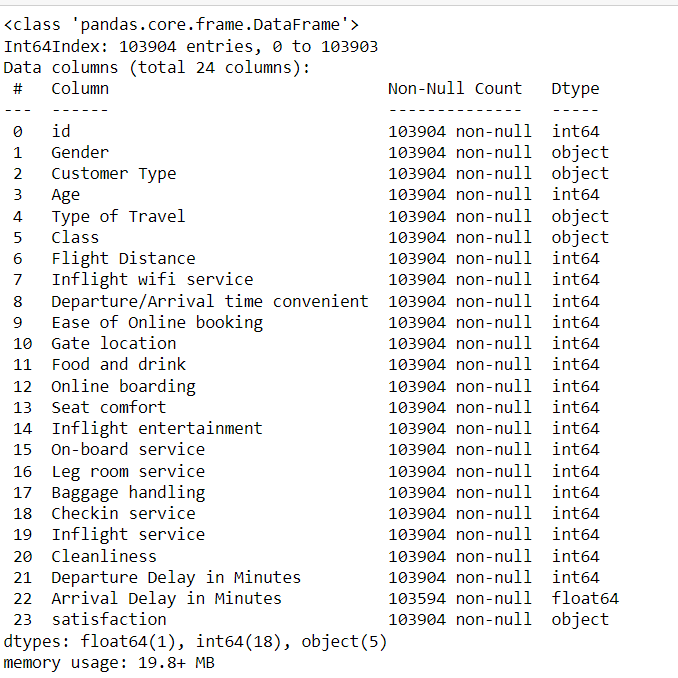 <class 'pandas.core.frame.DataFrame'>
Int64Index: 103904 entries, 0 to 103903
Data columns (total 24 columns):
 #   Column                             Non-Null Count   Dtype
---  ------                             --------------   -----
 0   id                                 103904 non-null  int64
 1   Gender                             103904 non-null  object
 2   Customer Type                      103904 non-null  object
 3   Age                                103904 non-null  int64
 4   Type of Travel                     103904 non-null  object
 5   Class                              103904 non-null  object
 6   Flight Distance                    103904 non-null  int64
 7   Inflight wifi service              103904 non-null  int64
 8   Departure/Arrival time convenient  103904 non-null  int64
 9   Ease of Online booking             103904 non-null  int64
 10  Gate location                      103904 non-null  int64
 11  Food and drink                     103904 non-null  int64
 12  Online boarding                    103904 non-null  int64
 13  Seat comfort                       103904 non-null  int64
 14  Inflight entertainment             103904 non-null  int64
 15  On-board service                   103904 non-null  int64
 16  Leg room service                   103904 non-null  int64
 17  Baggage handling                   103904 non-null  int64
 18  Checkin service                    103904 non-null  int64
 19  Inflight service                   103904 non-null  int64
 20  Cleanliness                        103904 non-null  int64
 21  Departure Delay in Minutes         103904 non-null  int64
 22  Arrival Delay in Minutes           103594 non-null  float64
 23  satisfaction                       103904 non-null  object
dtypes: float64(1), int64(18), object(5)
memory usage: 19.8+ MB